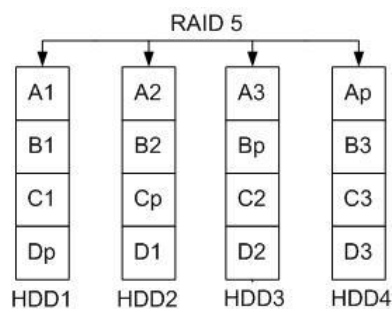 RAID 5
A1 A2 A3 Ap
B1 B2 Bp B3
C1 Cp C2 C3
Dp D1 D2 D3
HDD1 HDD2 HDD3 HDD4